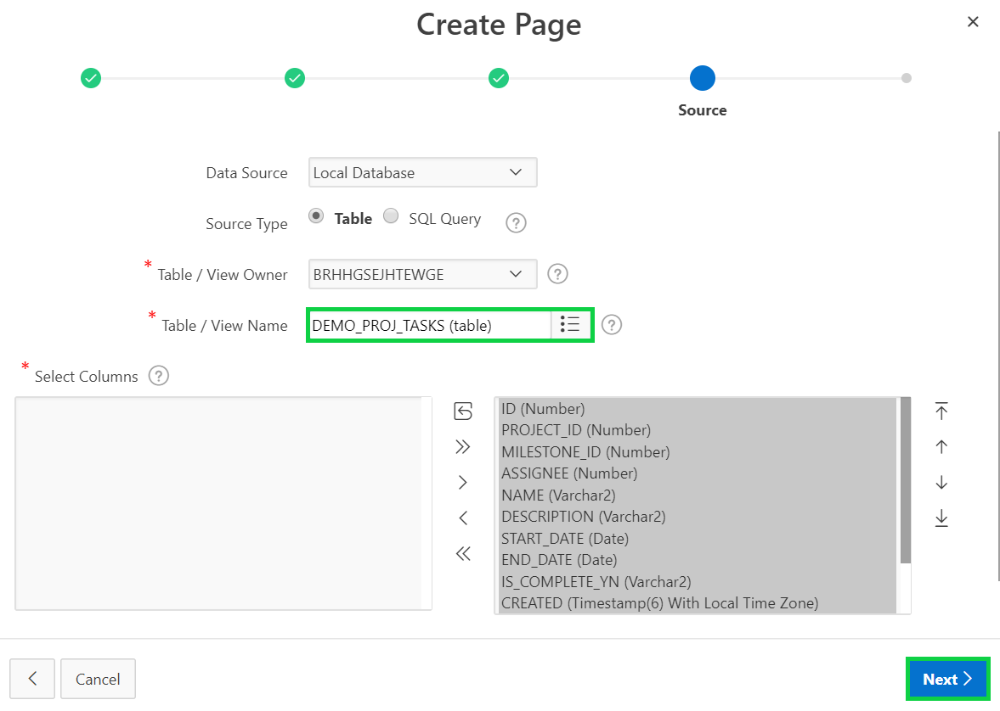 Create Page
Source
Data Source Local Database
Source Type Table SQL Query ?
* Table / View Owner BRHHGSEJHTEWGE ?
* Table / View Name DEMO_PROJ_TASKS (table) ?
* Select Columns ?
ID (Number)
PROJECT_ID (Number)
MILESTONE_ID (Number)
ASSIGNEE (Number)
NAME (Varchar2)
DESCRIPTION (Varchar2)
START_DATE (Date)
END_DATE (Date)
IS_COMPLETE_YN (Varchar2)
CREATED (Timestamp(6) With Local Time Zone)
Cancel Next